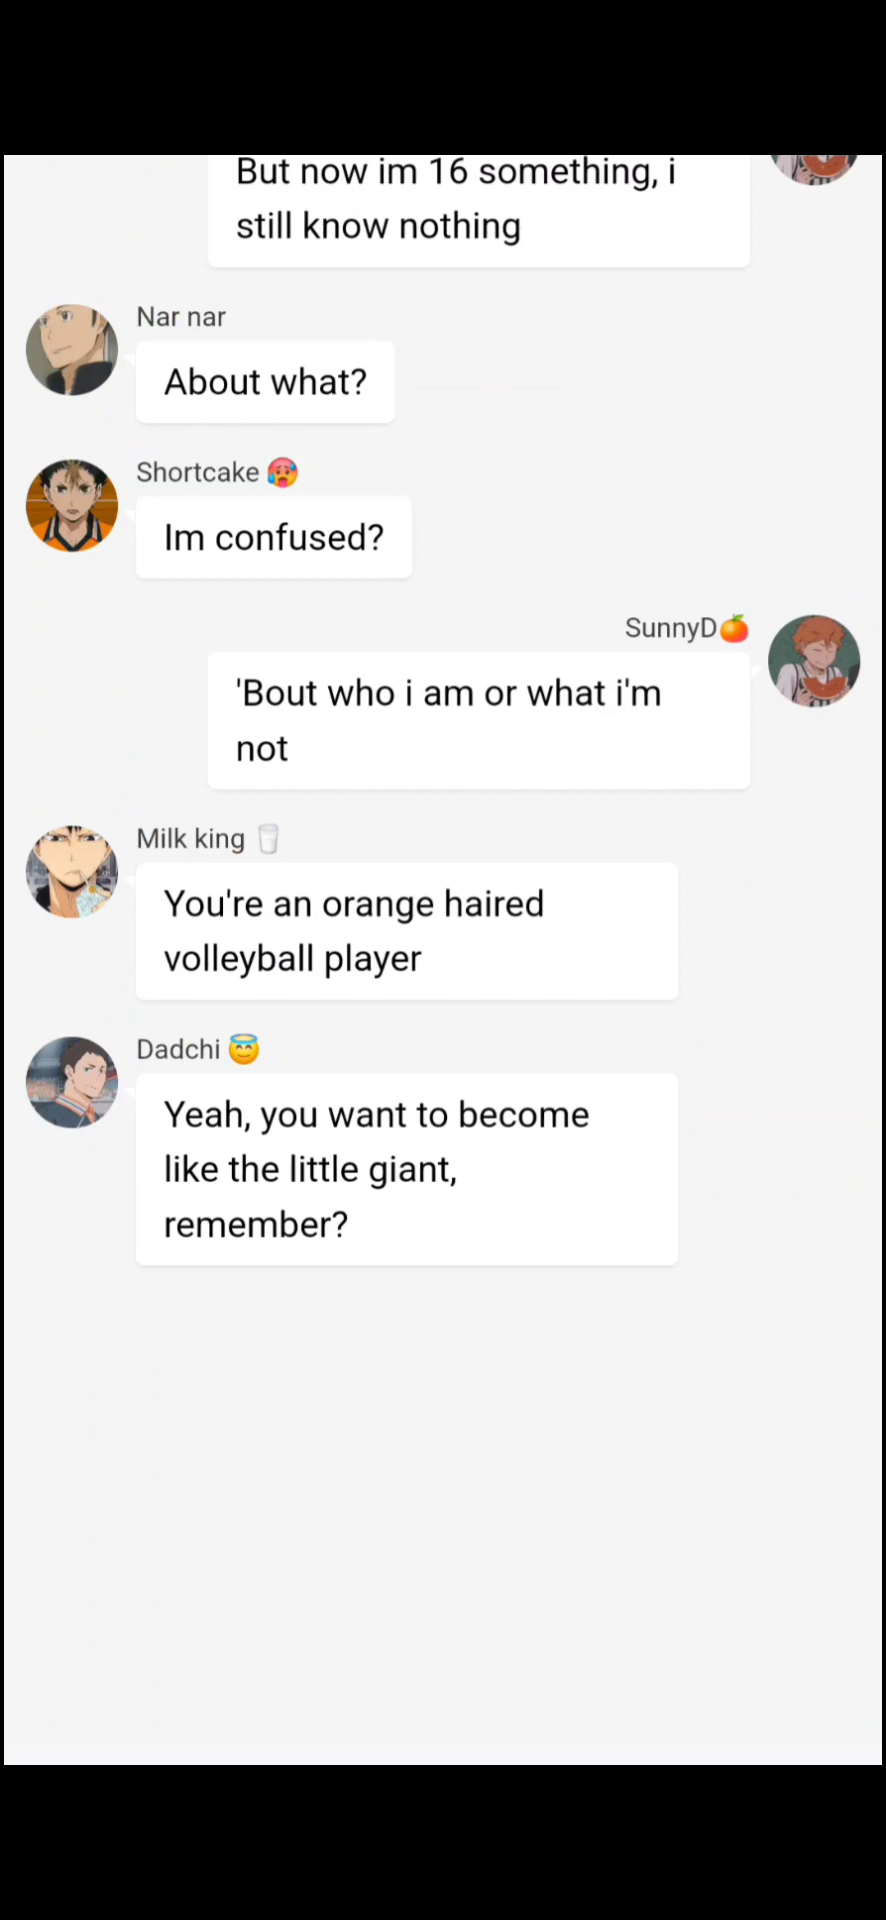 But now im 16 something, i
still know nothing
Nar nar
About what?
Shortcake 🥵
Im confused?
SunnyD🍊
'Bout who i am or what i'm
not
Milk king 🥛
You're an orange haired
volleyball player
Dadchi 😇
Yeah, you want to become
like the little giant,
remember?